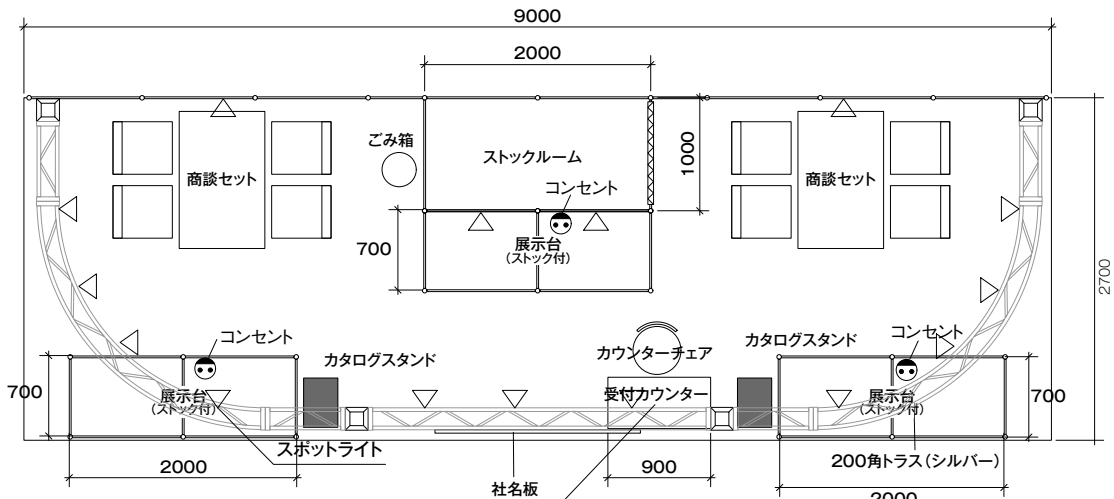 9000
2000
ごみ箱
ストックルーム
1000
商談セット
商談セット
コンセント
700
展示台
(ストック付)
2700
コンセント
カタログスタンド
カウンターチェア
カタログスタンド
コンセント
700
展示台
(ストック付)
受付カウンター
展示台
(ストック付)
700
スポットライト
2000
社名板
900
200角トラス(シルバー)
2000